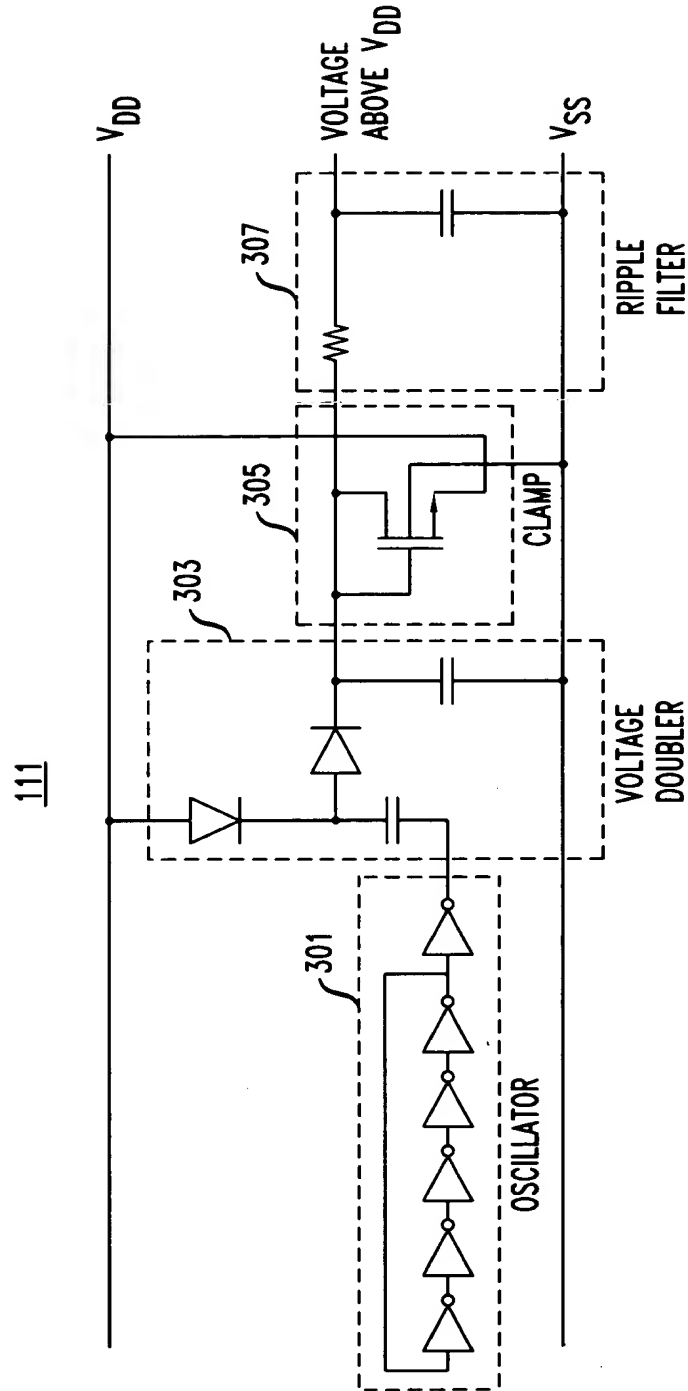 111
V_DD
VOLTAGE
ABOVE V_DD
V_SS
301
OSCILLATOR
303
VOLTAGE
DOUBLER
305
CLAMP
307
RIPPLE
FILTER